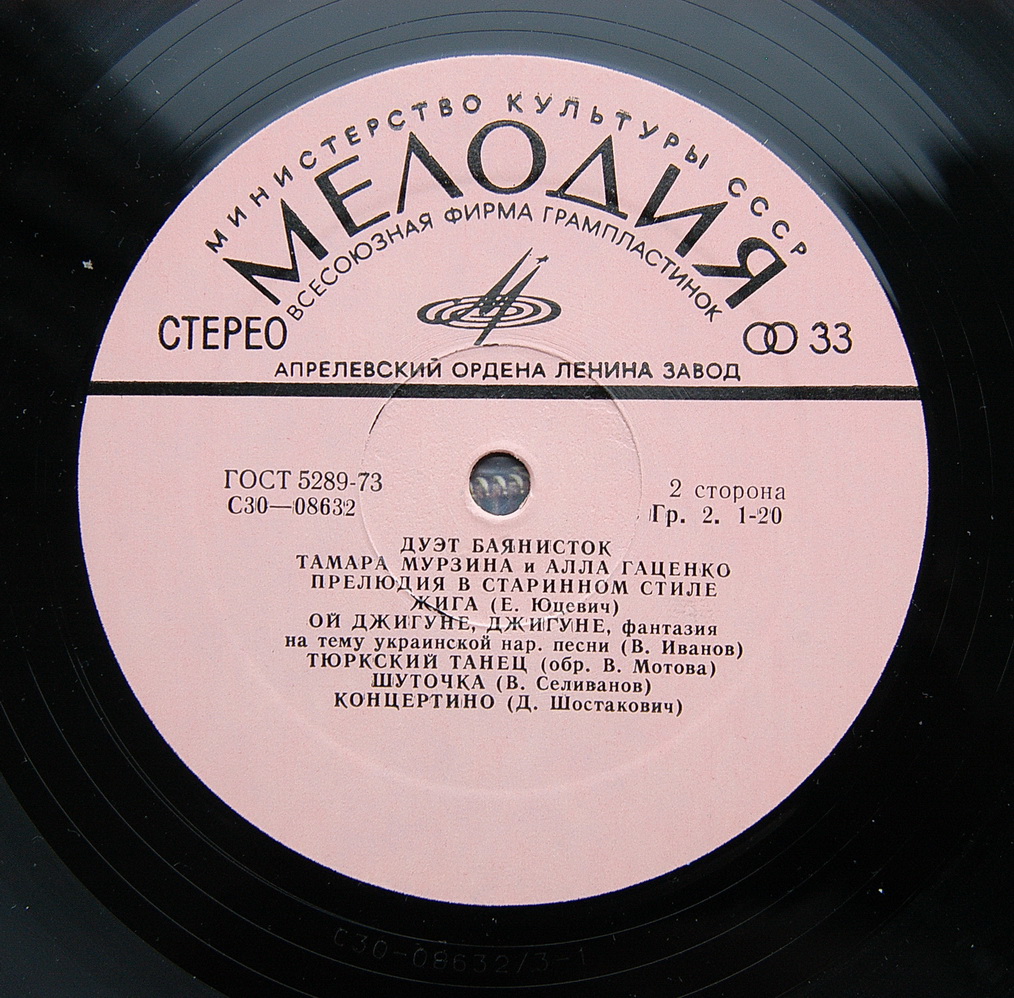 МИНИСТЕРСТВО КУЛЬТУРЫ СССР
МЕЛОДИЯ
ВСЕСОЮЗНАЯ ФИРМА ГРАМПЛАСТИНОК
СТЕРЕО
33
АПРЕЛЕВСКИЙ ОРДЕНА ЛЕНИНА ЗАВОД
ГОСТ 5289-73
С30—08632
2 сторона
Гр. 2. 1-20
ДУЭТ БАЯНИСТОК
ТАМАРА МУРЗИНА и АЛЛА ГАЦЕНКО
ПРЕЛЮДИЯ В СТАРИННОМ СТИЛЕ
ЖИГА (Е. Юцевич)
ОЙ ДЖИГУНЕ, ДЖИГУНЕ, фантазия
на тему украинской нар. песни (В. Иванов)
ТЮРКСКИЙ ТАНЕЦ (обр. В. Мотова)
ШУТОЧКА (В. Селиванов)
КОНЦЕРТИНО (Д. Шостакович)
С30-08632/3-1